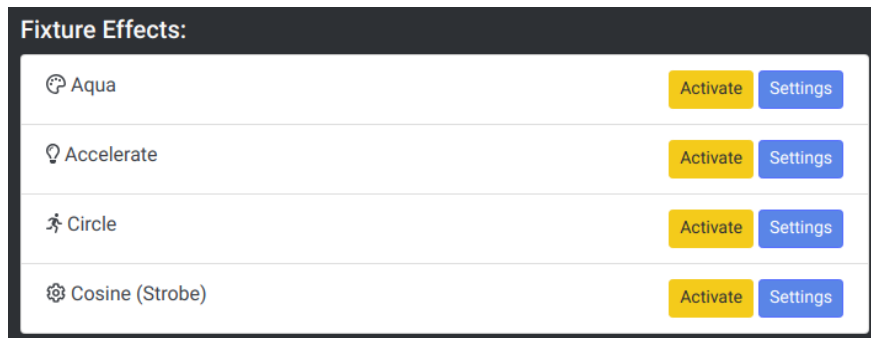 Fixture Effects:
Aqua Activate Settings
Accelerate Activate Settings
Circle Activate Settings
Cosine (Strobe) Activate Settings